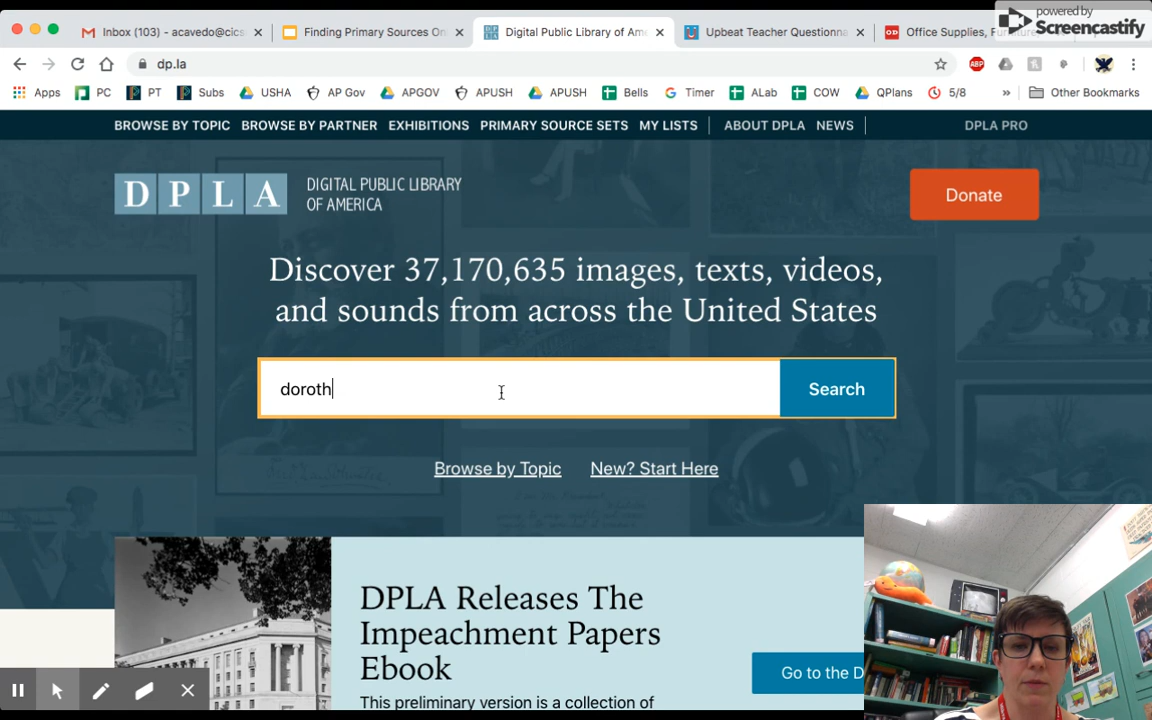 powered by
Screencastify
Inbox (103) - acavedo@cics
Finding Primary Sources On
Digital Public Library of Ame
Upbeat Teacher Questionna
Office Supplies,
dp.la
ABP
Apps
PC
PT
Subs
USHA
AP Gov
APGOV
APUSH
APUSH
Bells
Timer
ALab
COW
QPlans
5/8
»
Other Bookmarks
BROWSE BY TOPIC
BROWSE BY PARTNER
EXHIBITIONS
PRIMARY SOURCE SETS
MY LISTS
ABOUT DPLA
NEWS
DPLA PRO
DPLA
DIGITAL PUBLIC LIBRARY
OF AMERICA
Donate
Discover 37,170,635 images, texts, videos,
and sounds from across the United States
doroth
Search
Browse by Topic
New? Start Here
DPLA Releases The
Impeachment Papers
Ebook
Go to the D
This preliminary version is a collection of